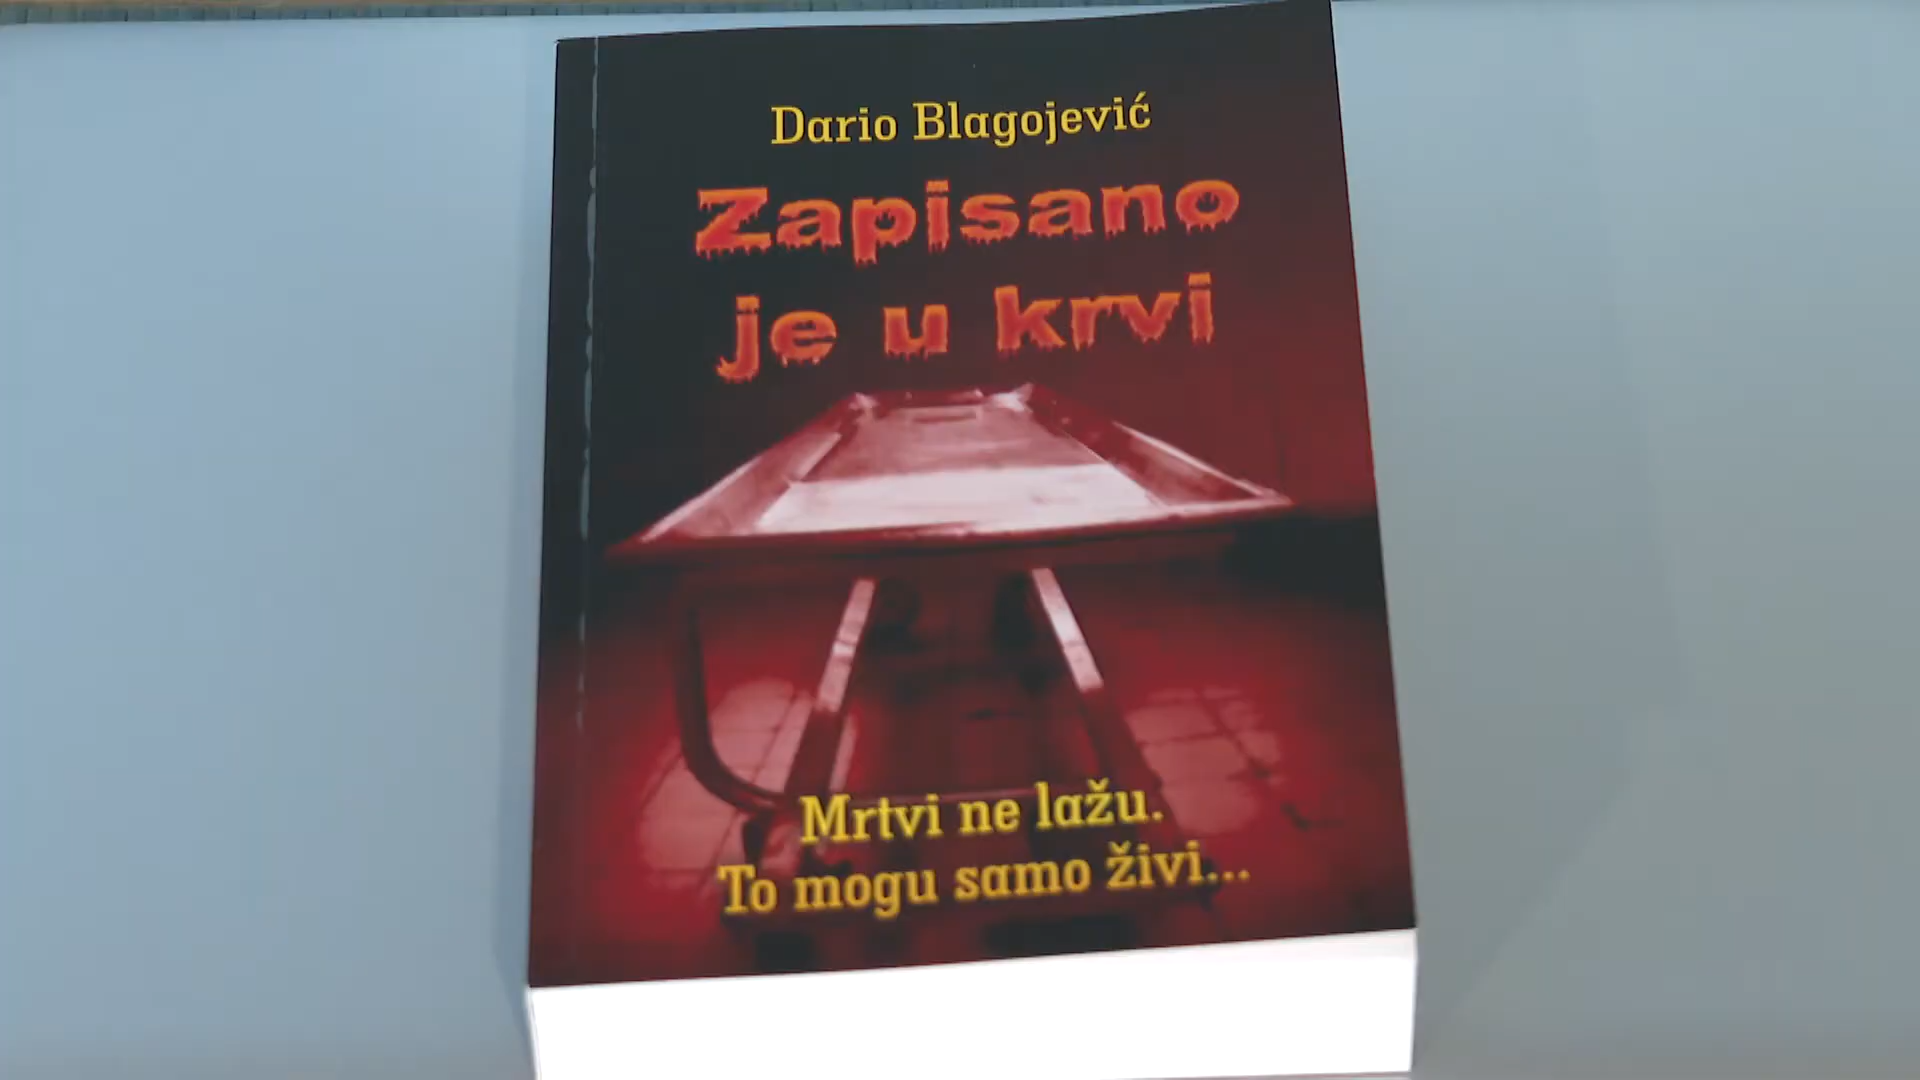 Dario Blagojević
Zapisano
je u krvi
Mrtvi ne lažu.
To mogu samo živi...